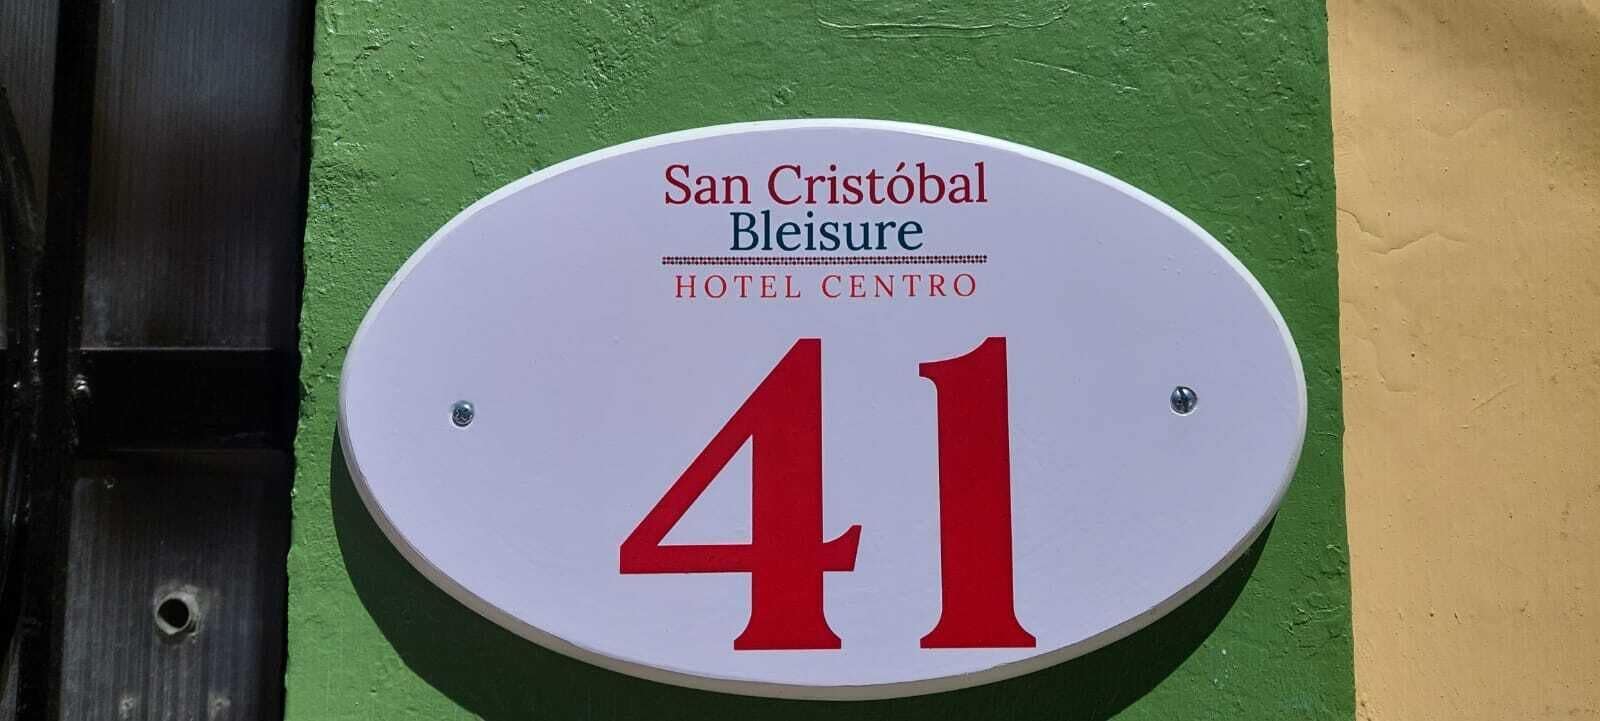 San Cristóbal
Bleisure
HOTEL CENTRO
41